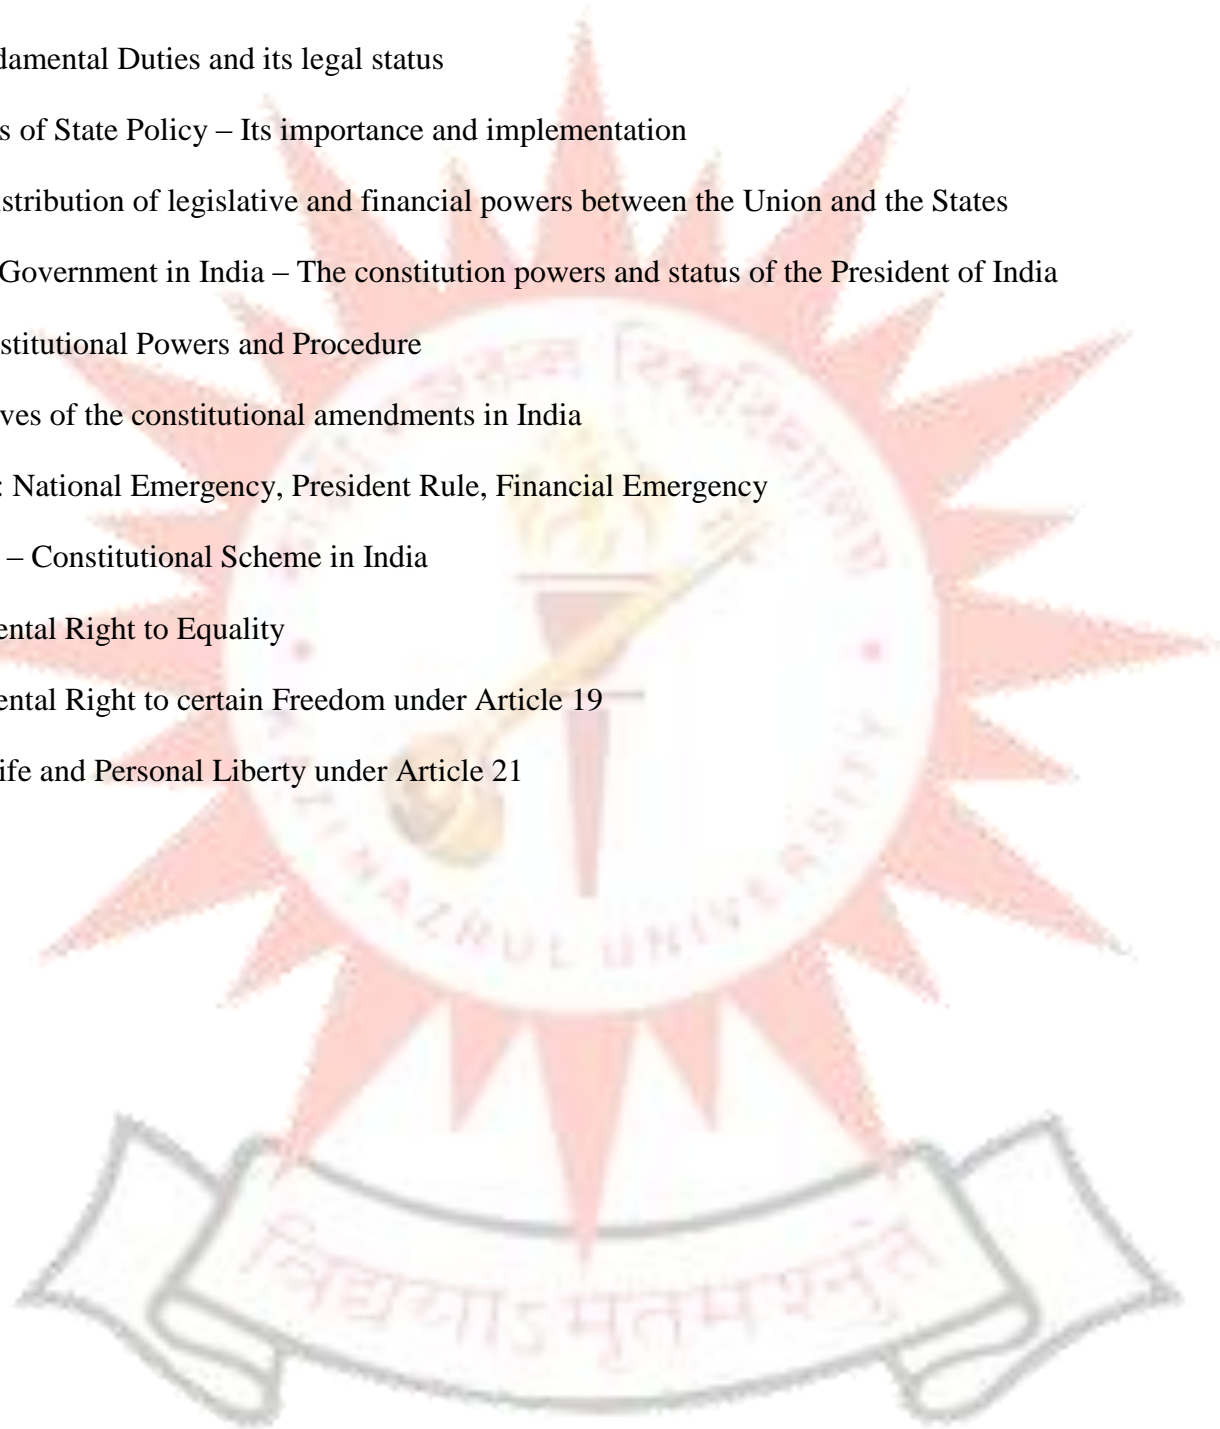 damental Duties and its legal status
s of State Policy – Its importance and implementation
istribution of legislative and financial powers between the Union and the States
Government in India – The constitution powers and status of the President of India
stitutional Powers and Procedure
ves of the constitutional amendments in India
: National Emergency, President Rule, Financial Emergency
– Constitutional Scheme in India
ental Right to Equality
ental Right to certain Freedom under Article 19
ife and Personal Liberty under Article 21
NAZRUL UNIVERSITY